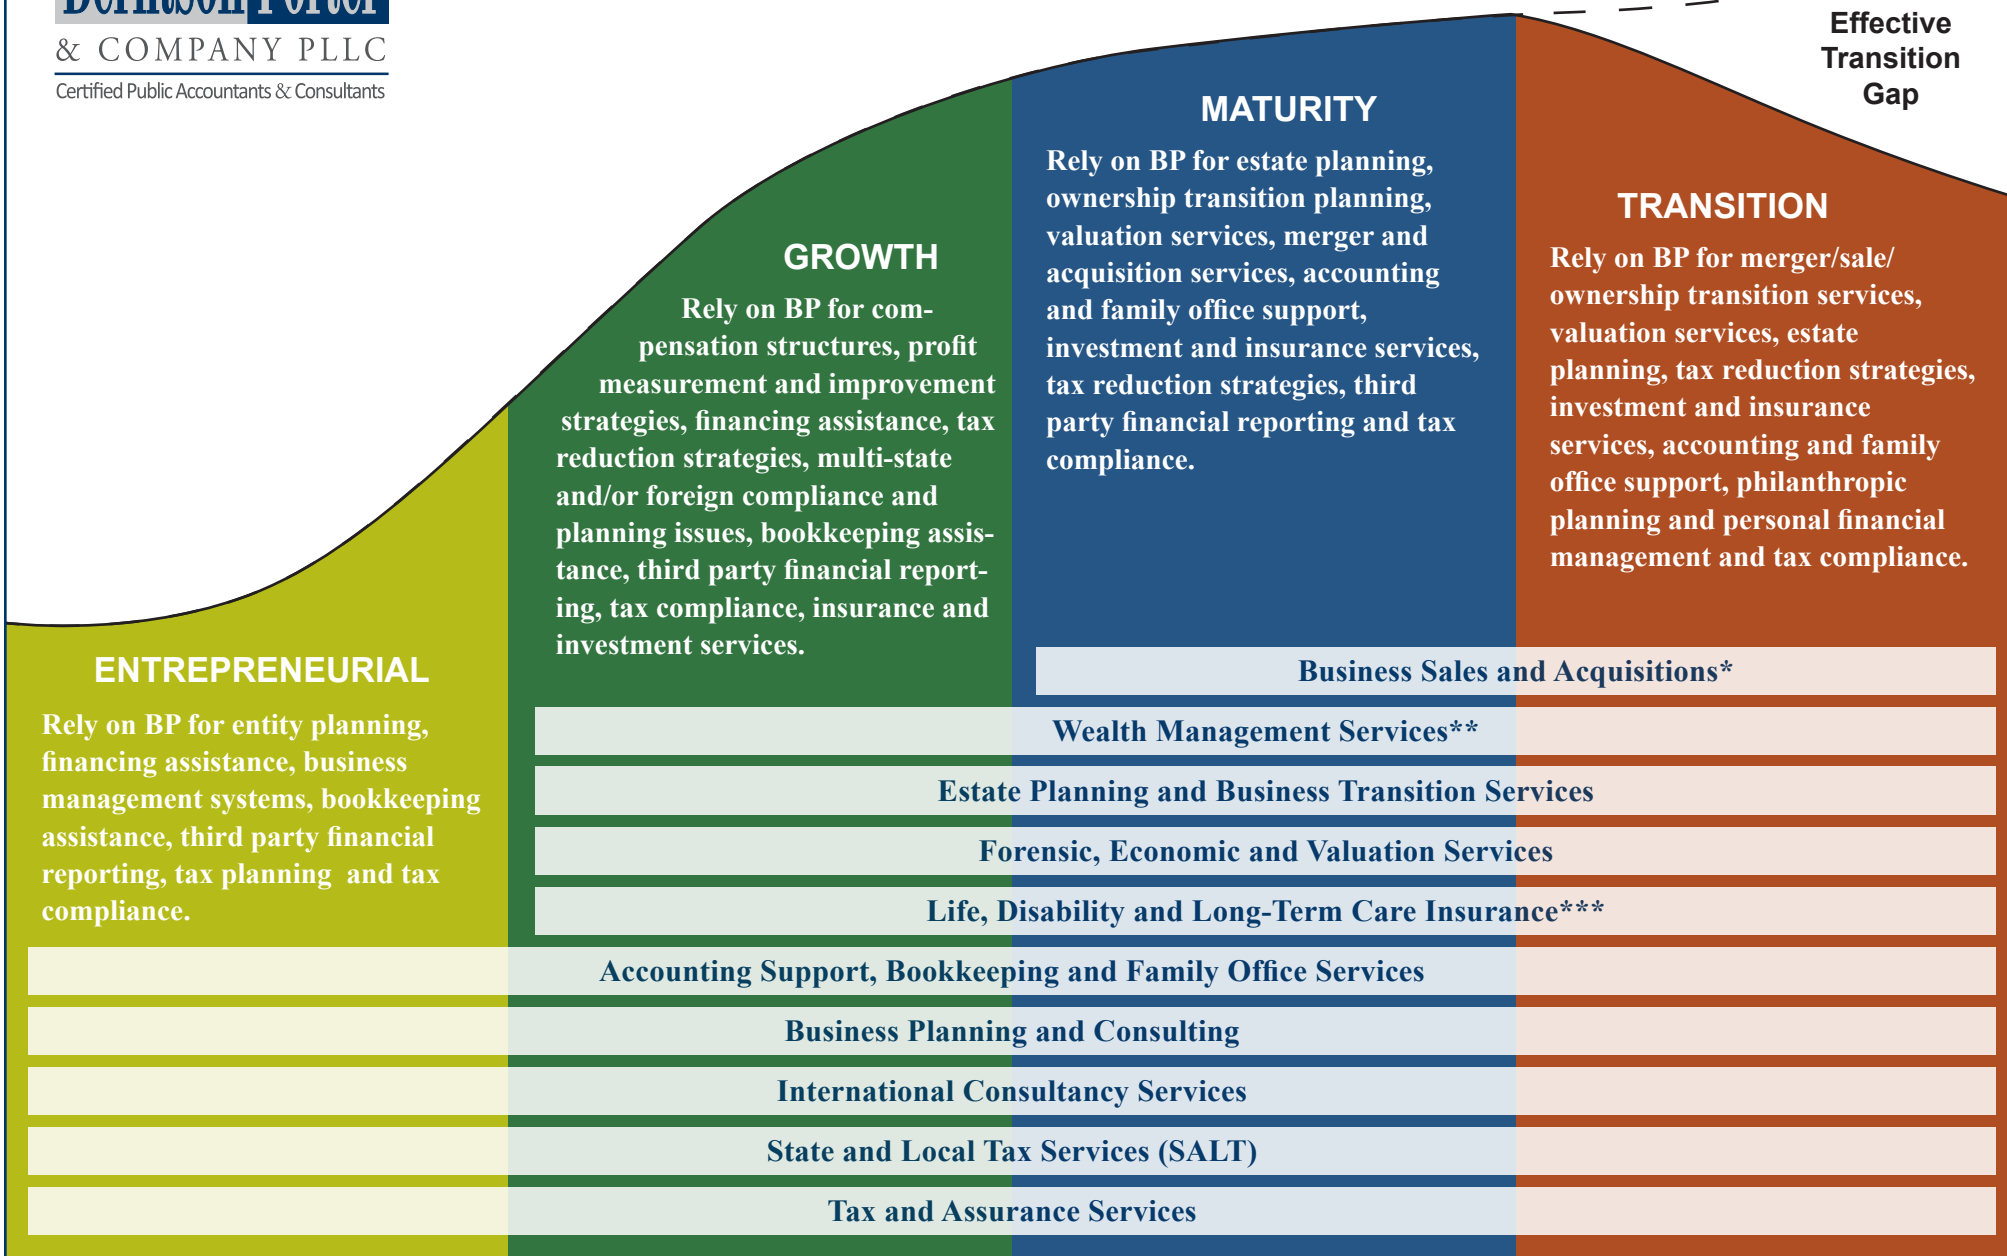 Berntson Porter
& COMPANY PLLC
Certified Public Accountants & Consultants
Effective
Transition
Gap
MATURITY
Rely on BP for estate planning,
ownership transition planning,
valuation services, merger and
acquisition services, accounting
and family office support,
investment and insurance services,
tax reduction strategies, third
party financial reporting and tax
compliance.
TRANSITION
Rely on BP for merger/sale/
ownership transition services,
valuation services, estate
planning, tax reduction strategies,
investment and insurance
services, accounting and family
office support, philanthropic
planning and personal financial
management and tax compliance.
GROWTH
Rely on BP for com-
pensation structures, profit
measurement and improvement
strategies, financing assistance, tax
reduction strategies, multi-state
and/or foreign compliance and
planning issues, bookkeeping assis-
tance, third party financial report-
ing, tax compliance, insurance and
investment services.
ENTREPRENEURIAL
Rely on BP for entity planning,
financing assistance, business
management systems, bookkeeping
assistance, third party financial
reporting, tax planning  and tax
compliance.
Business Sales and Acquisitions*
Wealth Management Services**
Estate Planning and Business Transition Services
Forensic, Economic and Valuation Services
Life, Disability and Long-Term Care Insurance***
Accounting Support, Bookkeeping and Family Office Services
Business Planning and Consulting
International Consultancy Services
State and Local Tax Services (SALT)
Tax and Assurance Services